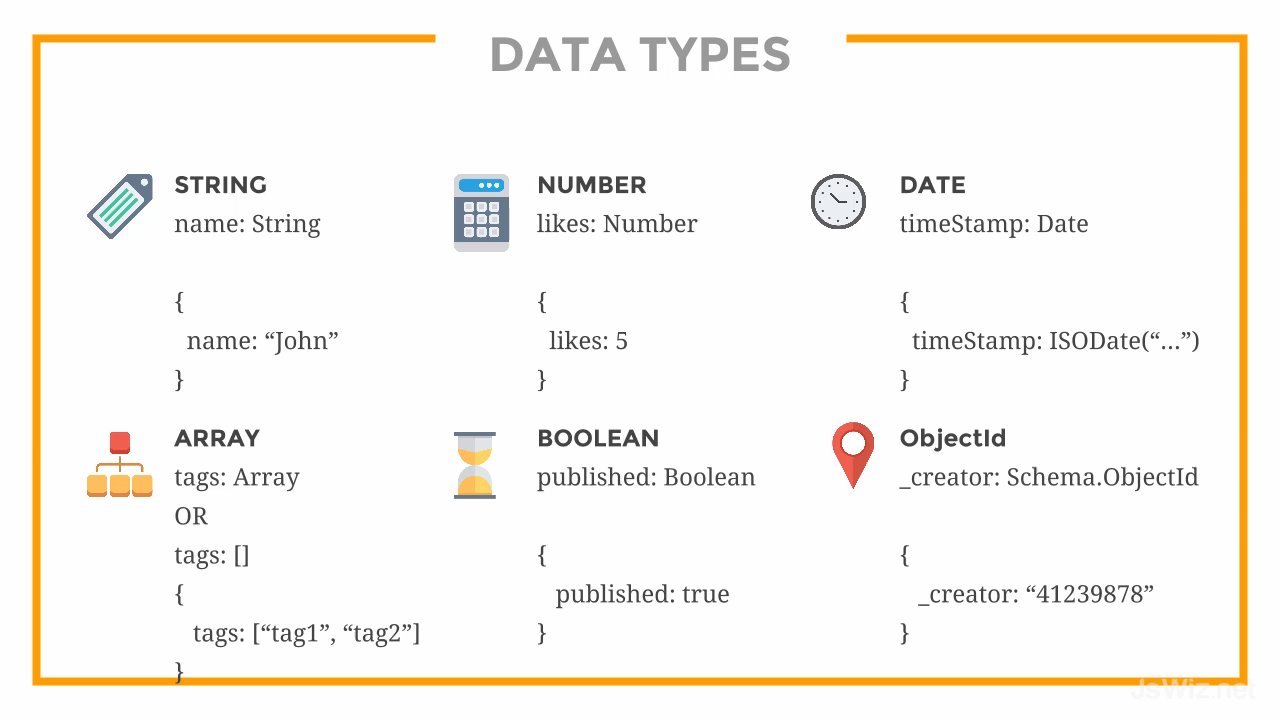 DATA TYPES
STRING
name: String
{
name: “John”
}
NUMBER
likes: Number
{
likes: 5
}
DATE
timeStamp: Date
{
timeStamp: ISODate(“...”)
}
ARRAY
tags: Array
OR
tags: []
{
tags: [“tag1”, “tag2”]
}
BOOLEAN
published: Boolean
{
published: true
}
ObjectId
_creator: Schema.ObjectId
{
_creator: “41239878”
}
JsWiz.net